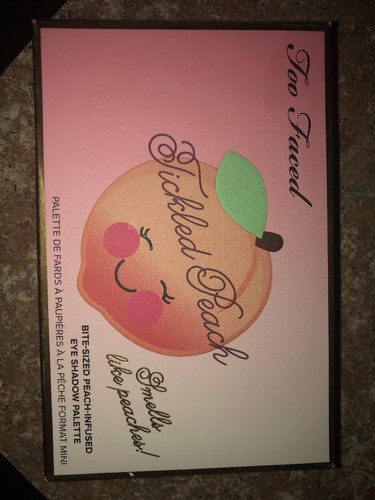 Too Faced
Tickled Peach
Smells
like peaches!
BITE-SIZED PEACH-INFUSED
EYE SHADOW PALETTE
PALETTE DE FARDS À PAUPIÈRES À LA PÊCHE FORMAT MINI